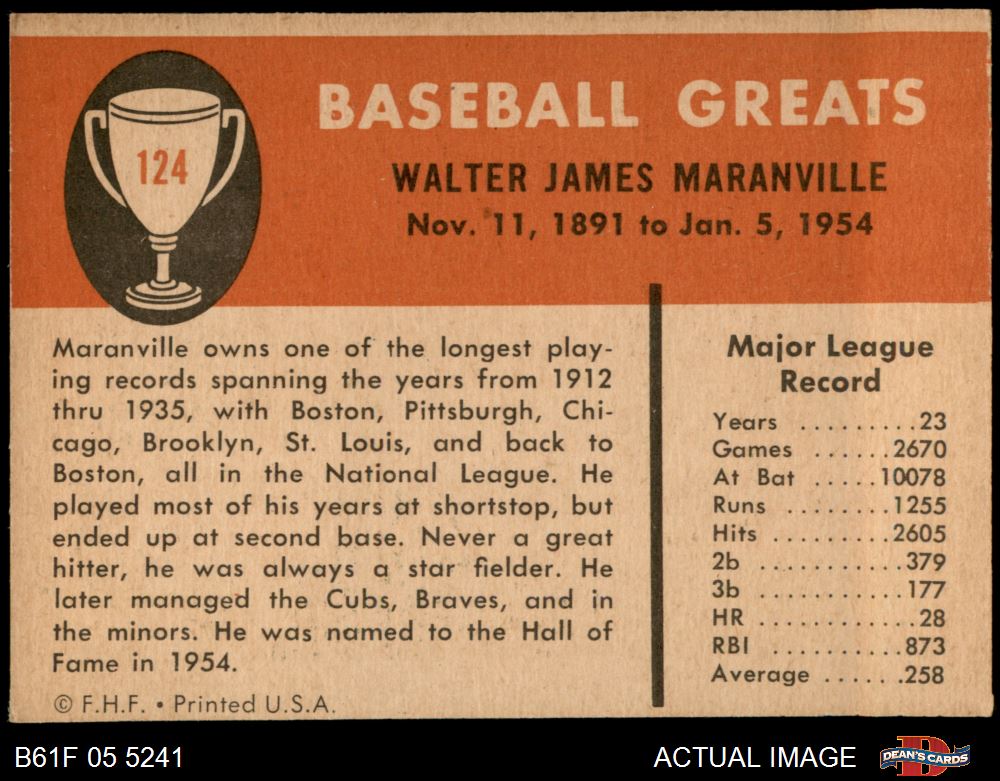 124
BASEBALL GREATS
WALTER JAMES MARANVILLE
Nov. 11, 1891 to Jan. 5, 1954
Maranville owns one of the longest play-
ing records spanning the years from 1912
thru 1935, with Boston, Pittsburgh, Chi-
cago, Brooklyn, St. Louis, and back to
Boston, all in the National League. He
played most of his years at shortstop, but
ended up at second base. Never a great
hitter, he was always a star fielder. He
later managed the Cubs, Braves, and in
the minors. He was named to the Hall of
Fame in 1954.
© F.H.F. • Printed U.S.A.
Major League
Record
Years .........23
Games ......2670
At Bat .....10078
Runs ........1255
Hits .........2605
2b ...........379
3b ...........177
HR ............28
RBI ..........873
Average ......258
B61F 05 5241
ACTUAL IMAGE
D
DEAN'S CARDS